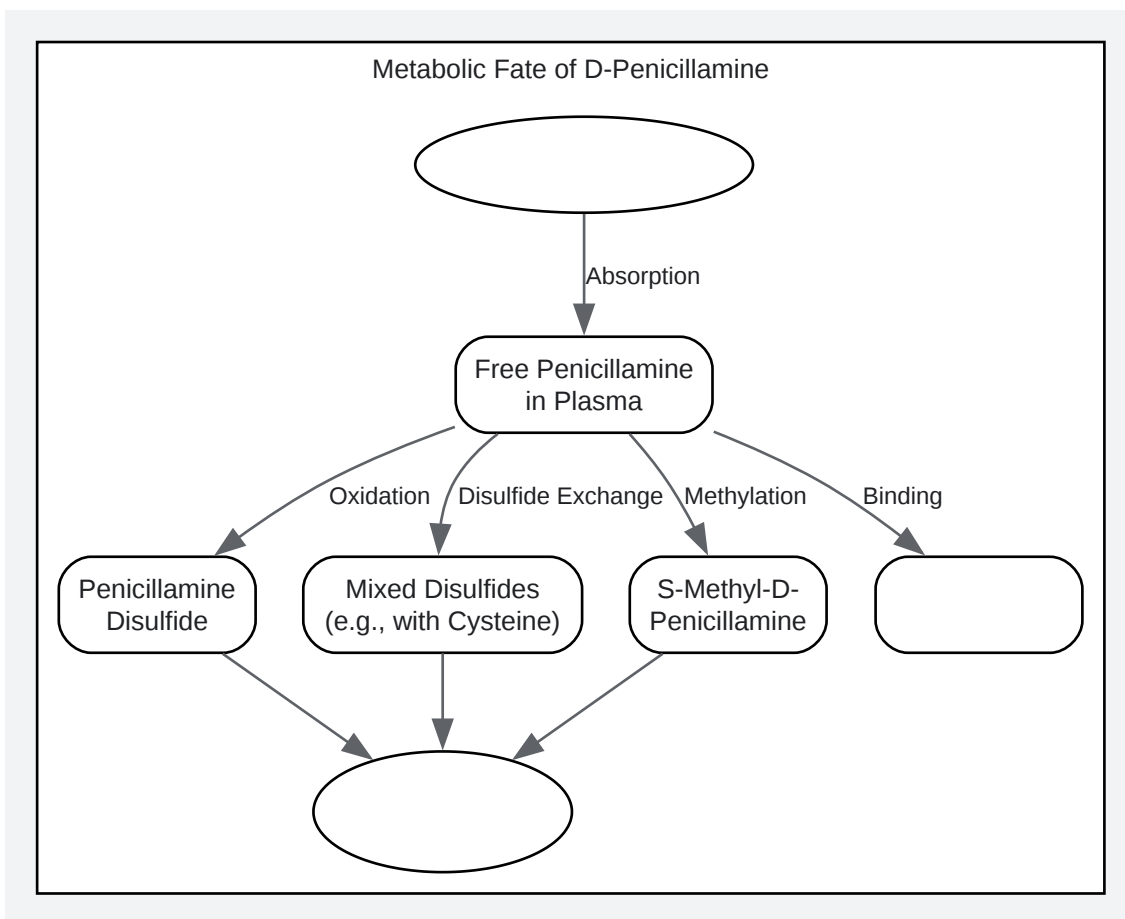 Metabolic Fate of D-Penicillamine
Absorption
Free Penicillamine
in Plasma
Oxidation
Disulfide Exchange
Methylation
Binding
Penicillamine
Disulfide
Mixed Disulfides
(e.g., with Cysteine)
S-Methyl-D-
Penicillamine